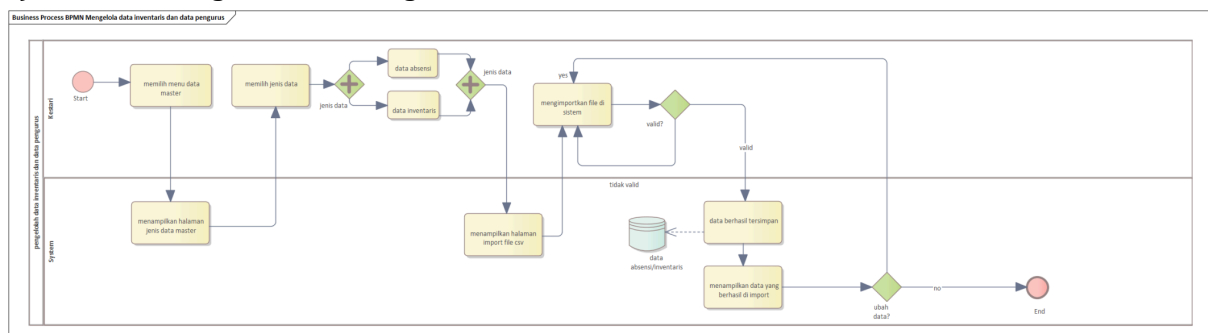 Business Process BPMN Mengelola data inventaris dan data pengurus
pengelolah data inventaris dan data pengurus
Kestari
Start
memilih menu data
master
memilih jenis data
jenis data
data absensi
data inventaris
jenis data
yes
mengimportkan file di
sistem
valid?
valid
tidak valid
System
menampilkan halaman
jenis data master
menampilkan halaman
import file csv
data
absensi/inventaris
data berhasil tersimpan
menampilkan data yang
berhasil di import
ubah
data?
no
End